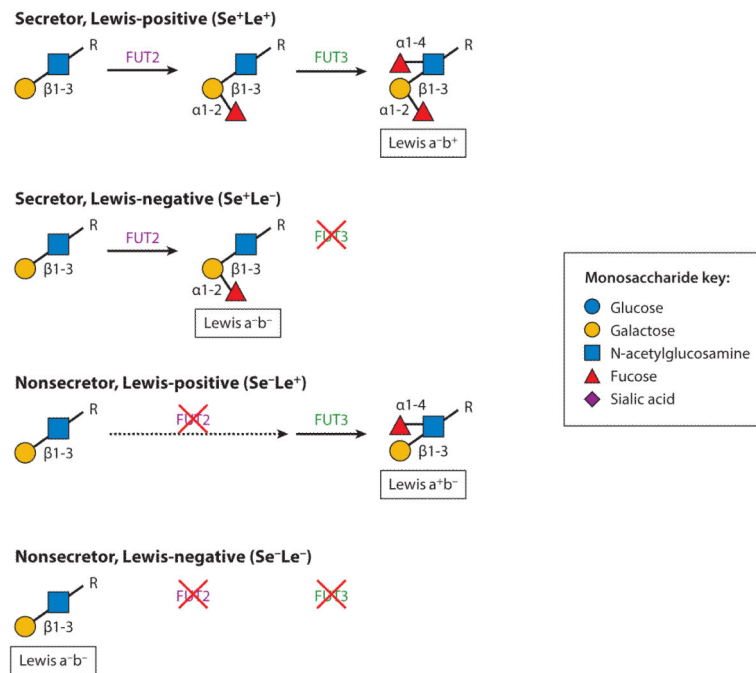 Secretor, Lewis-positive (Se⁺Le⁺)
R FUT2 β1-3 FUT3 α1-2 β1-3 α1-4 R α1-2 β1-3
Lewis a⁻b⁺
Secretor, Lewis-negative (Se⁺Le⁻)
R FUT2 R FUT3
β1-3 α1-2 β1-3
Lewis a⁻b⁻
Nonsecretor, Lewis-positive (Se⁻Le⁺)
R FUT2 FUT3 α1-4 R
β1-3 β1-3
Lewis a⁺b⁻
Nonsecretor, Lewis-negative (Se⁻Le⁻)
R FUT2 FUT3
β1-3
Lewis a⁻b⁻
Monosaccharide key:
Glucose
Galactose
N-acetylglucosamine
Fucose
Sialic acid